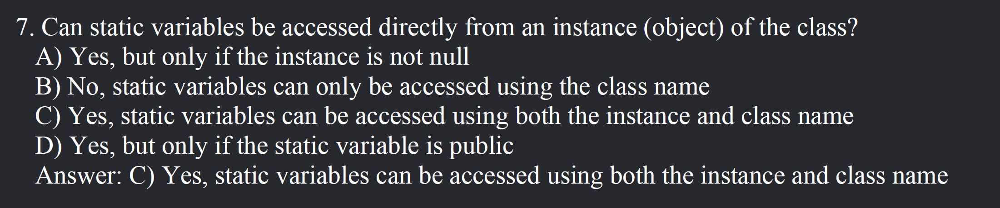 7. Can static variables be accessed directly from an instance (object) of the class?
A) Yes, but only if the instance is not null
B) No, static variables can only be accessed using the class name
C) Yes, static variables can be accessed using both the instance and class name
D) Yes, but only if the static variable is public
Answer: C) Yes, static variables can be accessed using both the instance and class name